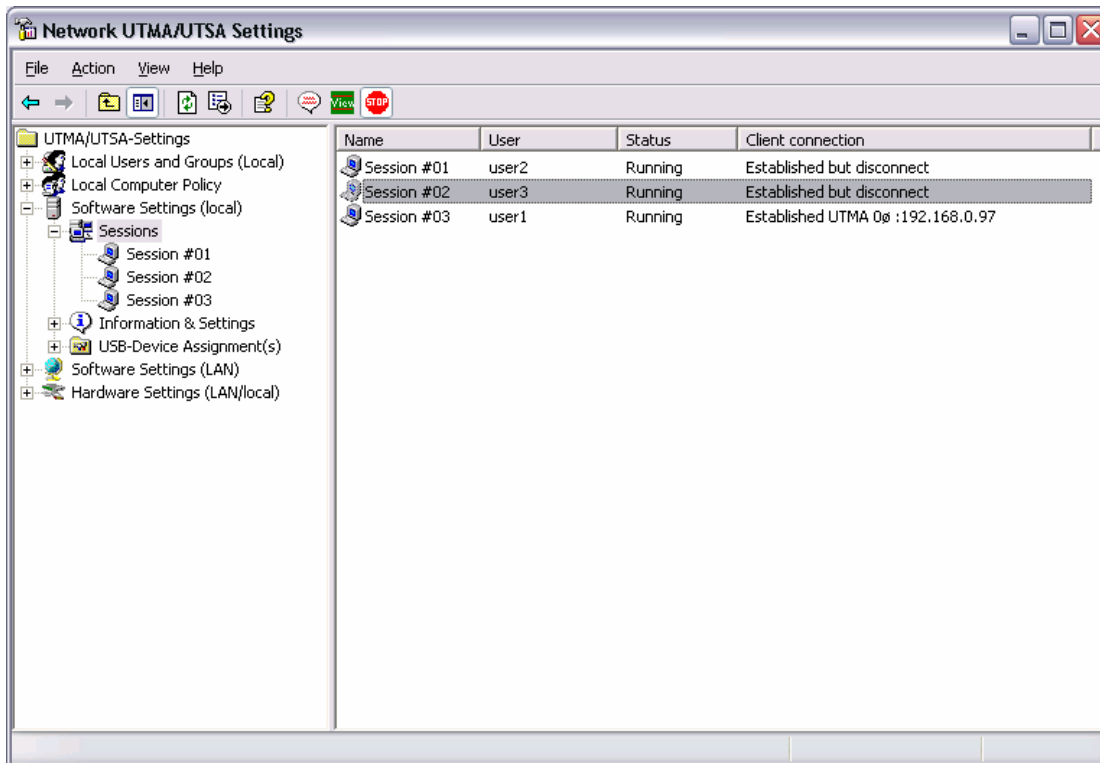 Network UTMA/UTSA Settings
File Action View Help
View STOP
UTMA/UTSA-Settings
Local Users and Groups (Local)
Local Computer Policy
Software Settings (local)
Sessions
Session #01
Session #02
Session #03
Information & Settings
USB-Device Assignment(s)
Software Settings (LAN)
Hardware Settings (LAN/local)
Name User Status Client connection
Session #01 user2 Running Established but disconnect
Session #02 user3 Running Established but disconnect
Session #03 user1 Running Established UTMA 0ø :192.168.0.97